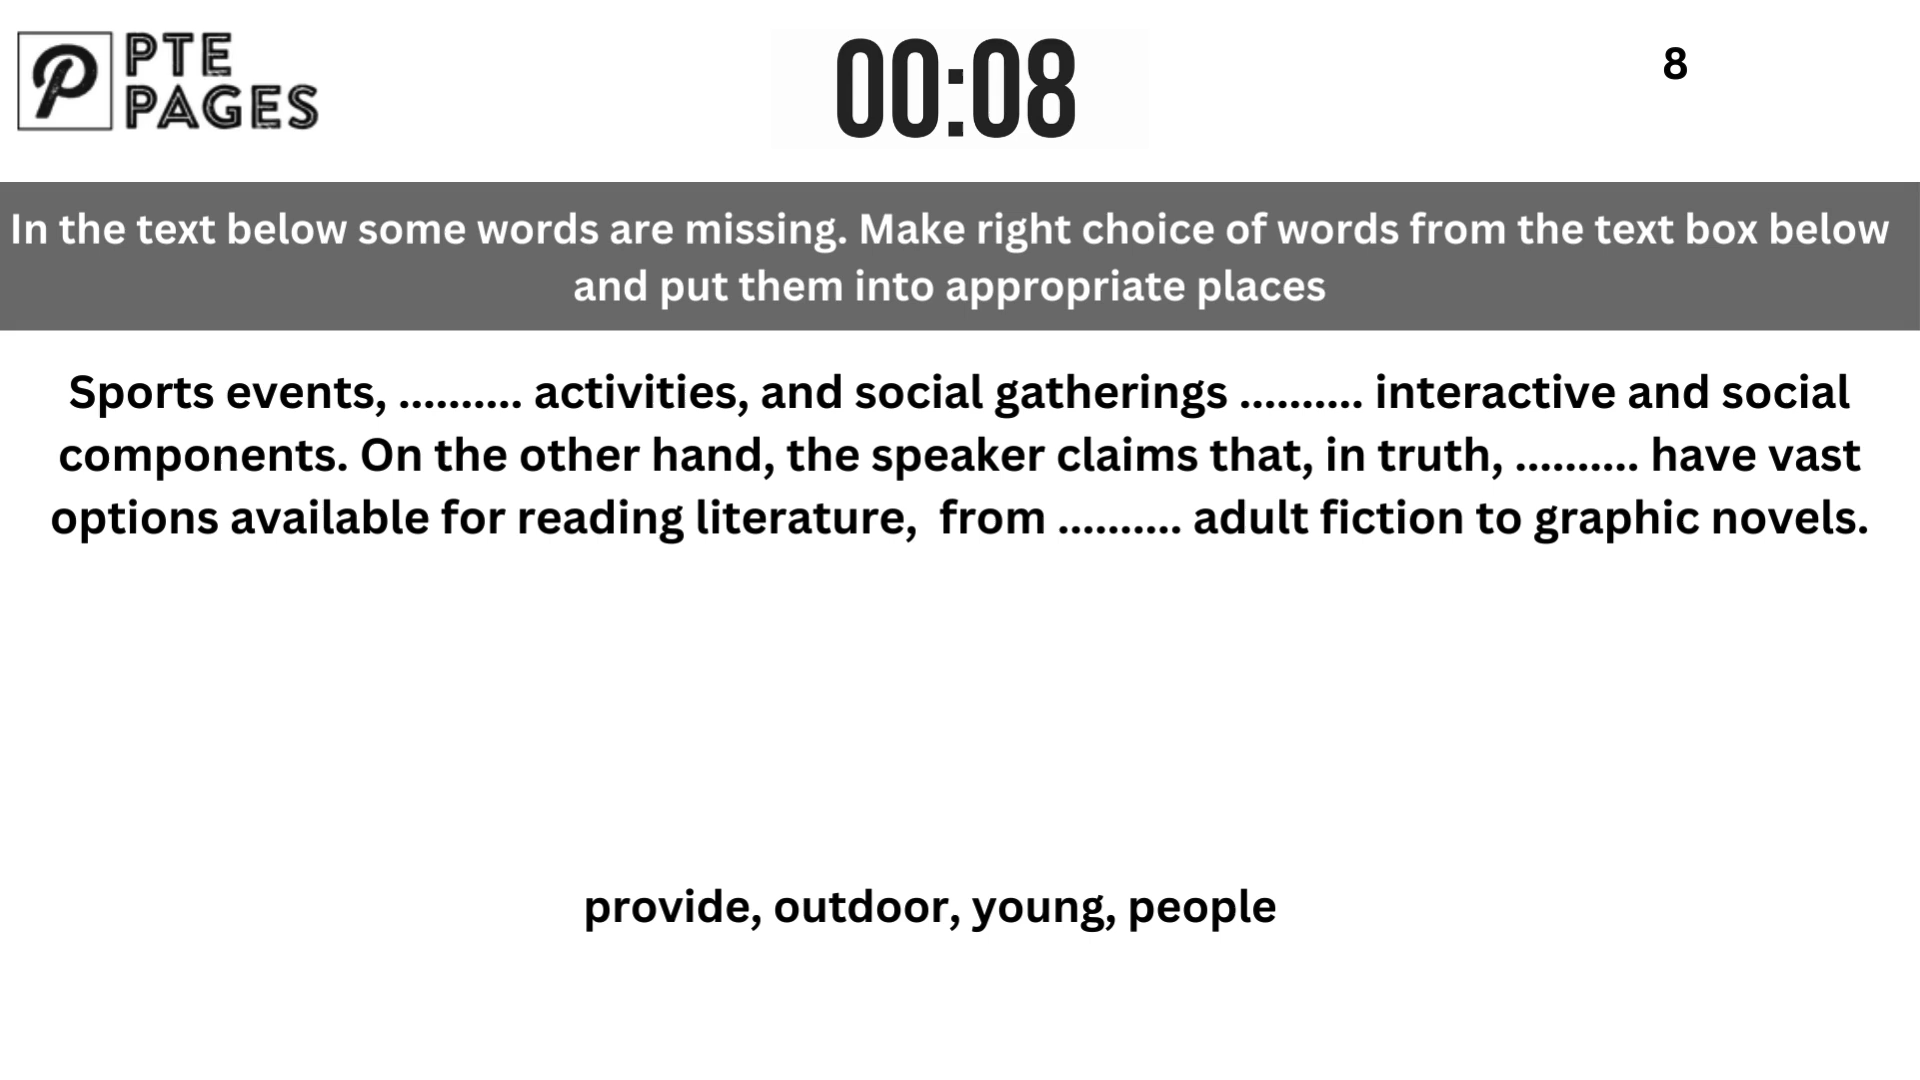 PTE
PAGES
00:08
8
In the text below some words are missing. Make right choice of words from the text box below
and put them into appropriate places
Sports events, .......... activities, and social gatherings .......... interactive and social
components. On the other hand, the speaker claims that, in truth, .......... have vast
options available for reading literature,  from .......... adult fiction to graphic novels.
provide, outdoor, young, people